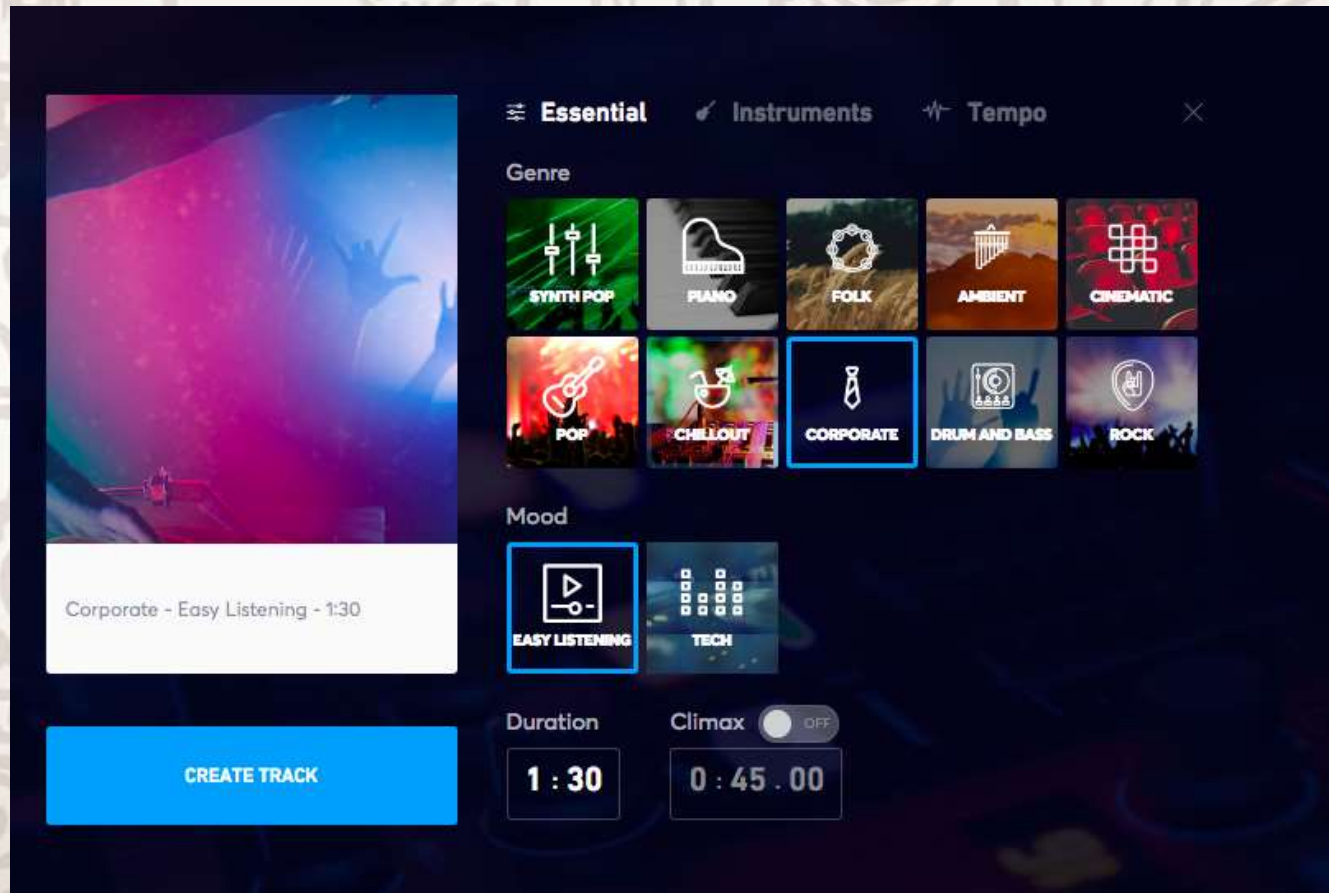 Essential Instruments Tempo
Genre
SYNTH POP PIANO FOLK AMBIENT CINEMATIC
POP CHILLOUT CORPORATE DRUM AND BASS ROCK
Mood
EASY LISTENING TECH
Corporate - Easy Listening - 1:30
Duration Climax OFF
1 : 30 0 : 45 . 00
CREATE TRACK